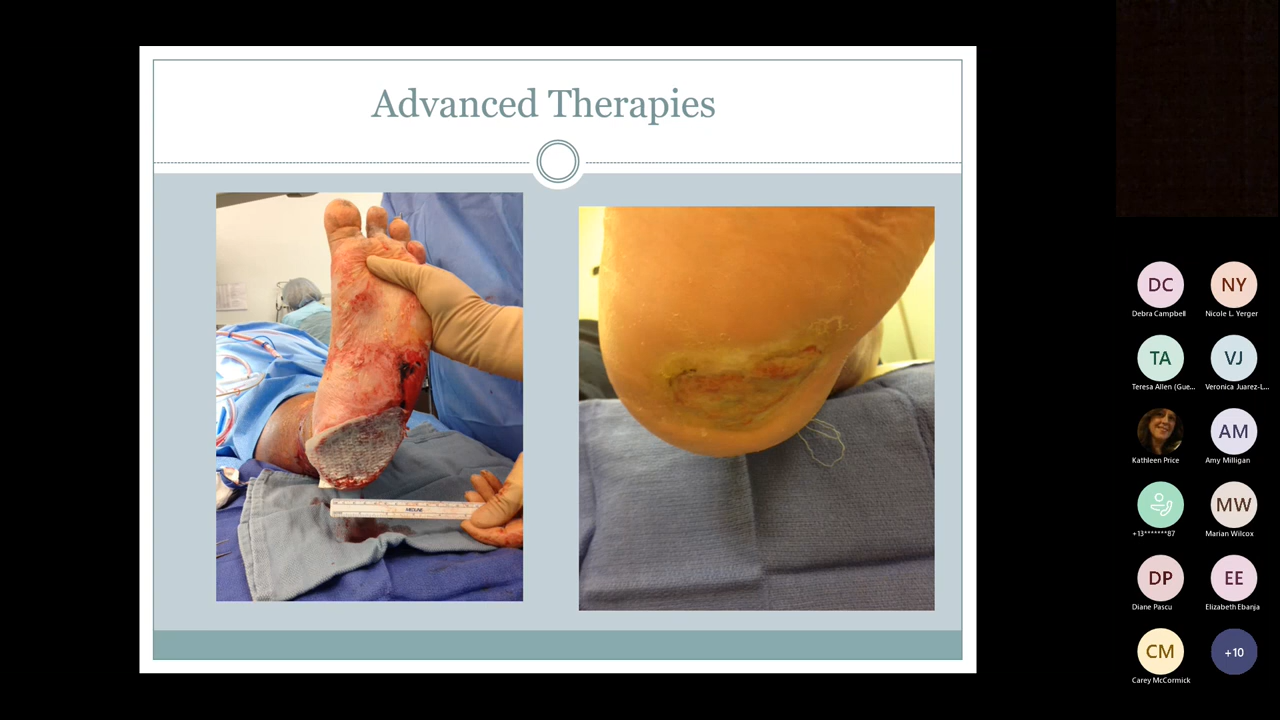 Advanced Therapies
DC
NY
Debra Campbell
Nicole L. Yerger
TA
VJ
Teresa Allen (Gue...
Veronica Juarez-L...
AM
Kathleen Price
Amy Milligan
MW
+13*******87
Marian Wilcox
DP
EE
Diane Pascu
Elizabeth Ebanja
CM
+10
Carey McCormick